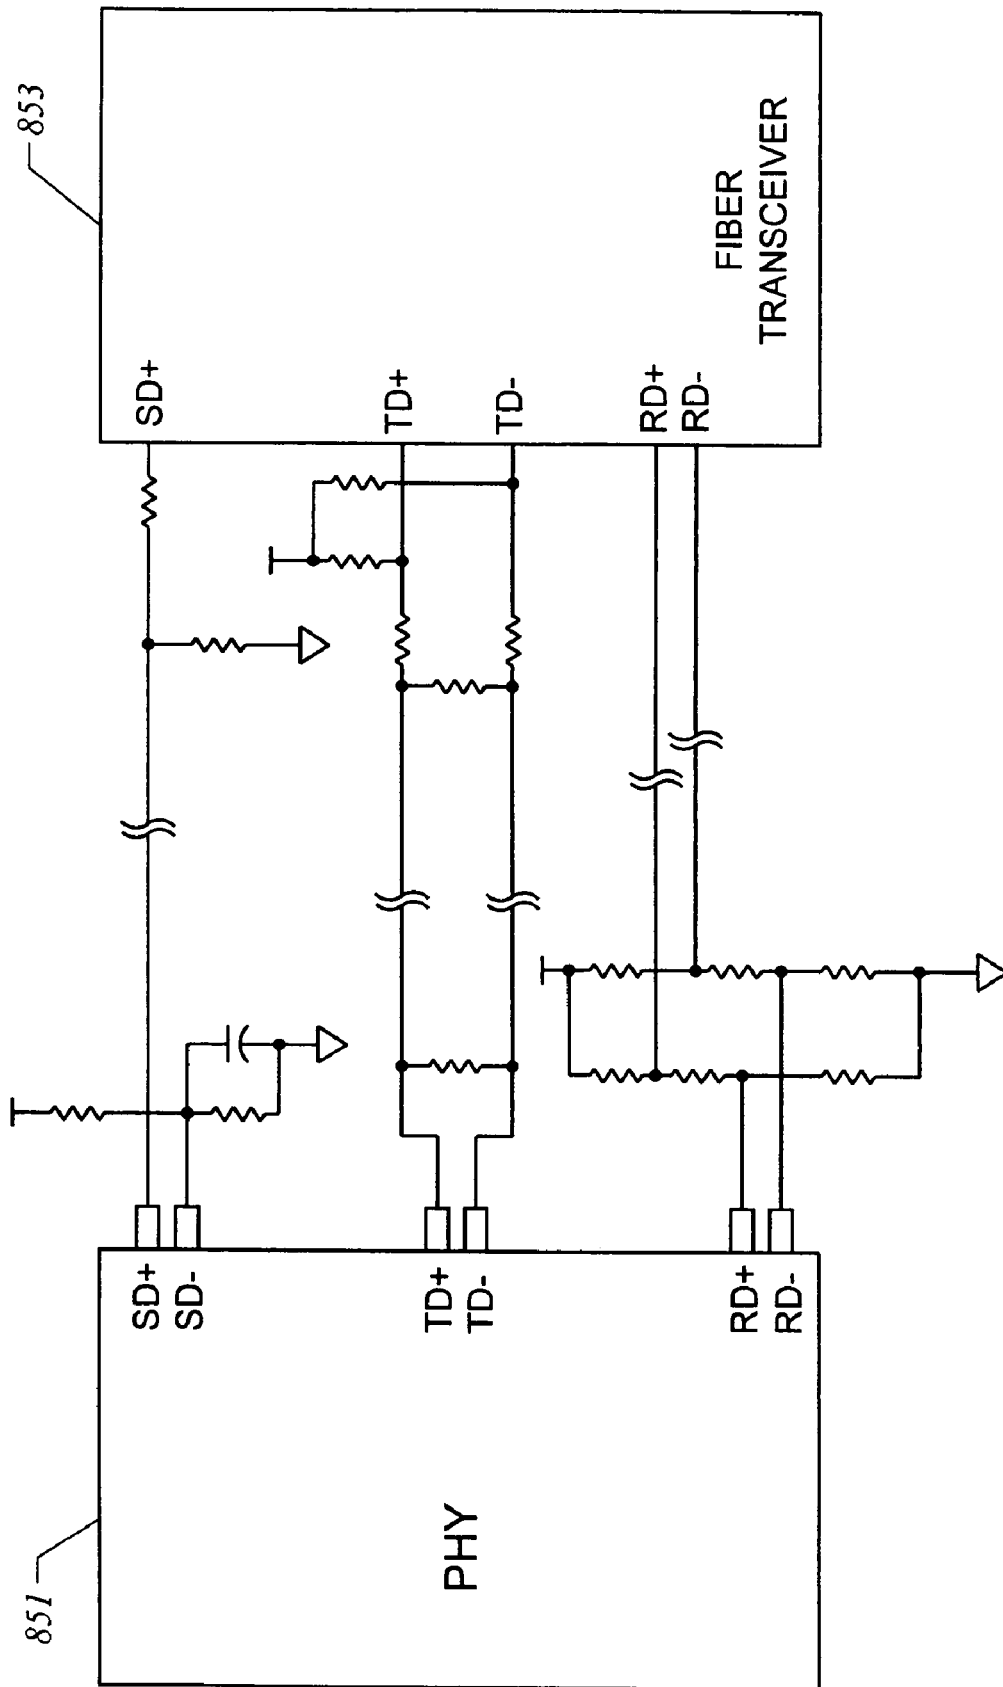 851
PHY
SD+
SD-
TD+
TD-
RD+
RD-
853
SD+
TD+
TD-
RD+
RD-
FIBER
TRANSCEIVER